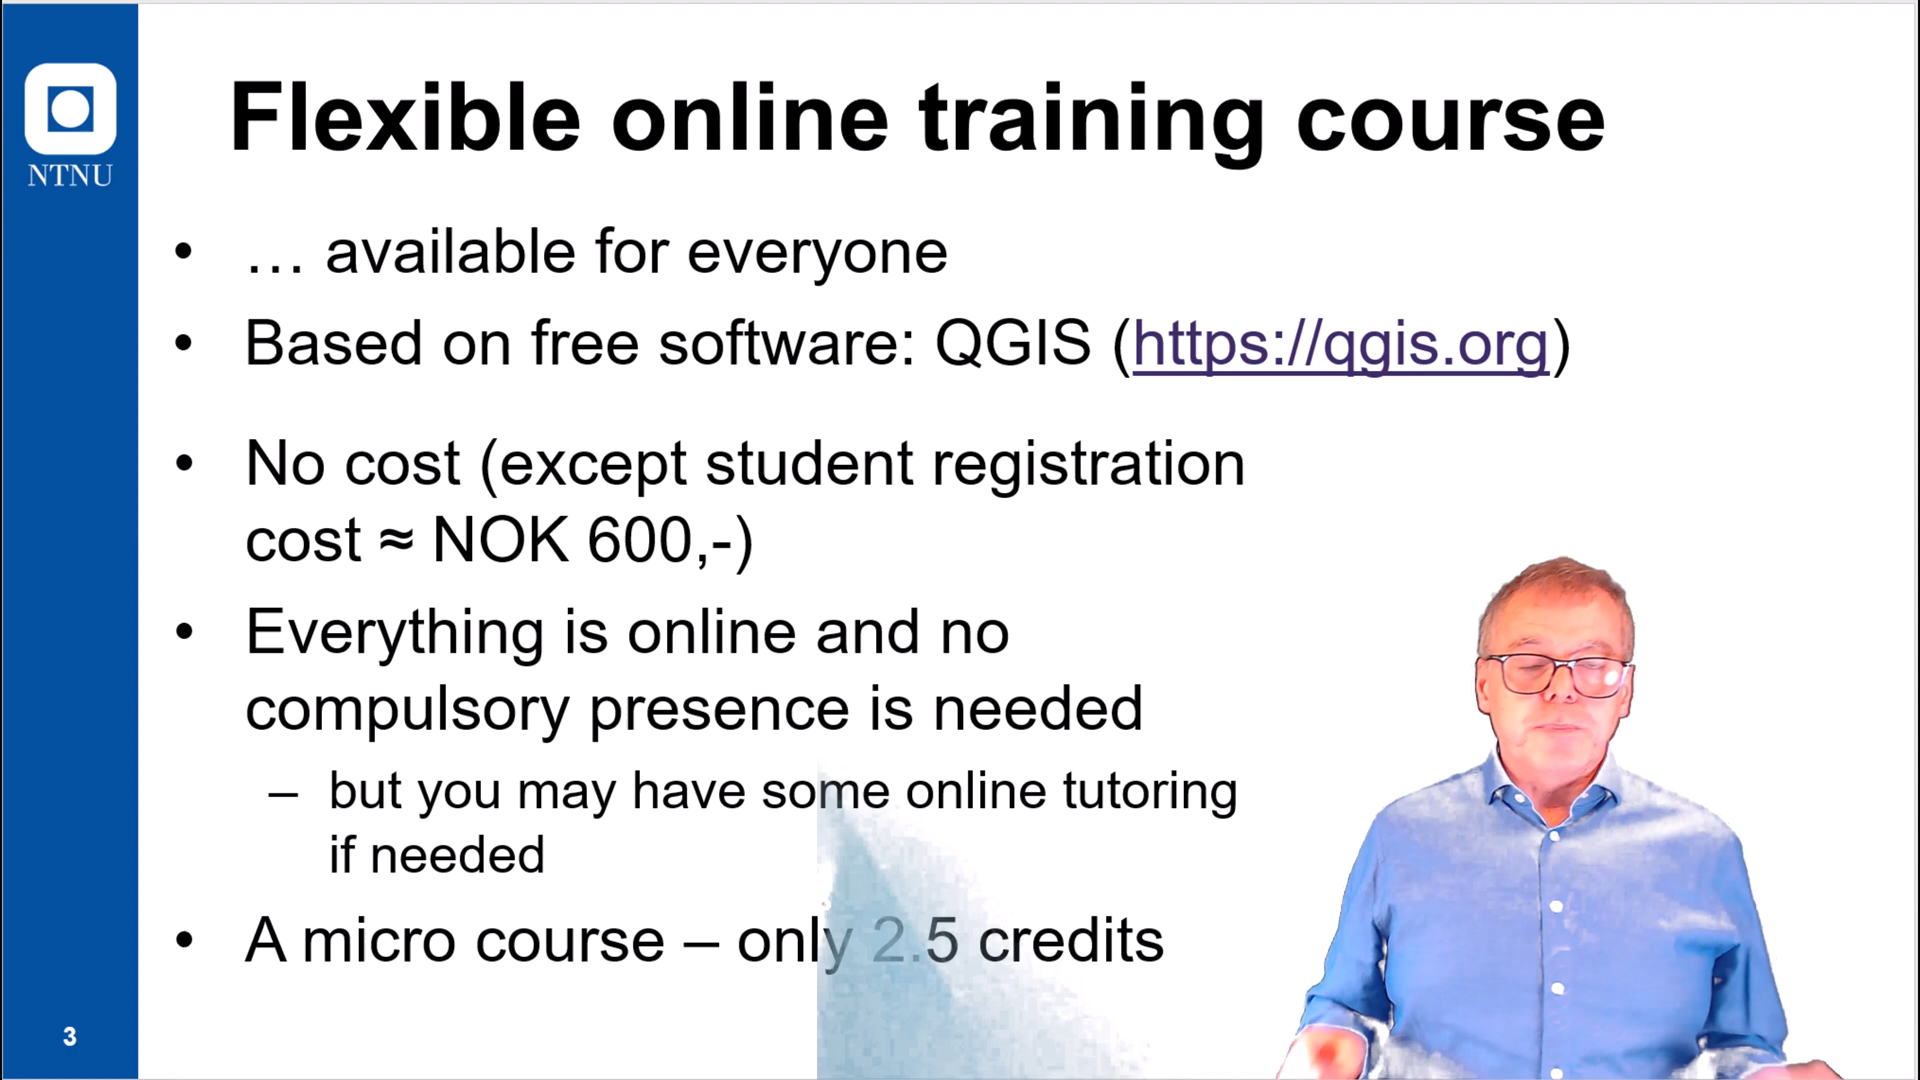 NTNU
Flexible online training course
• … available for everyone
• Based on free software: QGIS (https://qgis.org)
• No cost (except student registration
cost ≈ NOK 600,-)
• Everything is online and no
compulsory presence is needed
– but you may have some online tutoring
if needed
• A micro course – only 2.5 credits
3